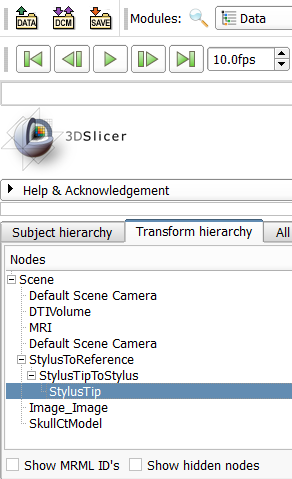 DATA DCM SAVE Modules: Data
10.0fps
3DSlicer
Help & Acknowledgement
Subject hierarchy Transform hierarchy All
Nodes
Scene
Default Scene Camera
DTIVolume
MRI
Default Scene Camera
StylusToReference
StylusTipToStylus
StylusTip
Image_Image
SkullCtModel
Show MRML ID's Show hidden nodes